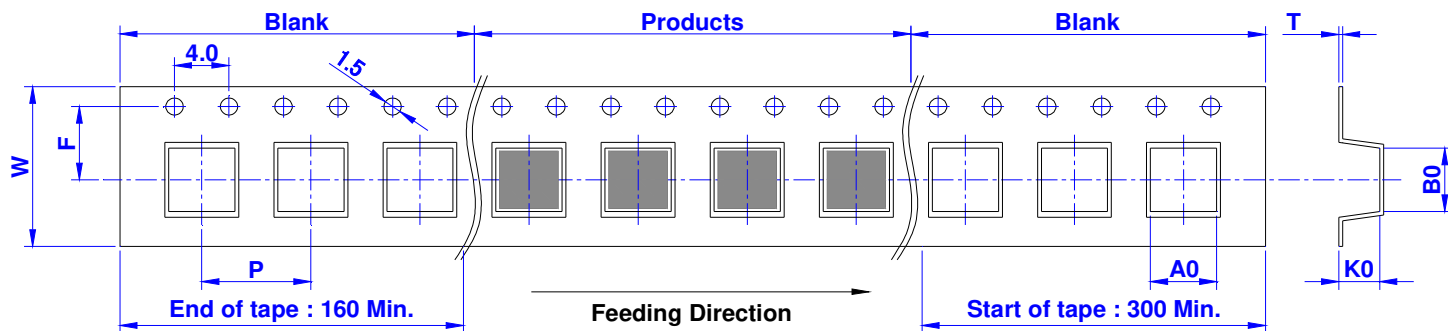 Blank
Products
Blank
T
4.0
1.5
F
W
B0
P
A0
K0
End of tape : 160 Min.
Feeding Direction
Start of tape : 300 Min.